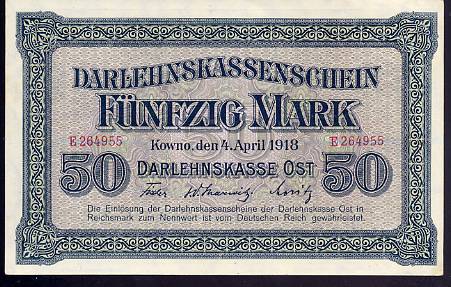 DARLEHNSKASSENSCHEIN
FÜNFZIG MARK
E 264955 E 264955
Kowno, den 4. April 1918
DARLEHNSKASSE OST
50 50
Die Einlösung der Darlehnskassenscheine der Darlehnskasse Ost in
Reichsmark zum Nennwert ist vom Deutschen Reich gewährleistet.